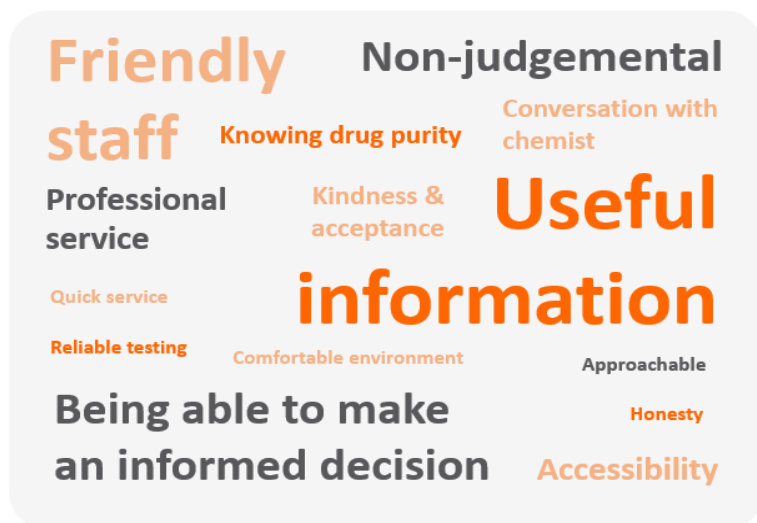 Friendly
staff
Non-judgemental
Knowing drug purity
Conversation with
chemist
Professional
service
Kindness &
acceptance
Useful
information
Quick service
Reliable testing
Comfortable environment
Approachable
Being able to make
an informed decision
Honesty
Accessibility